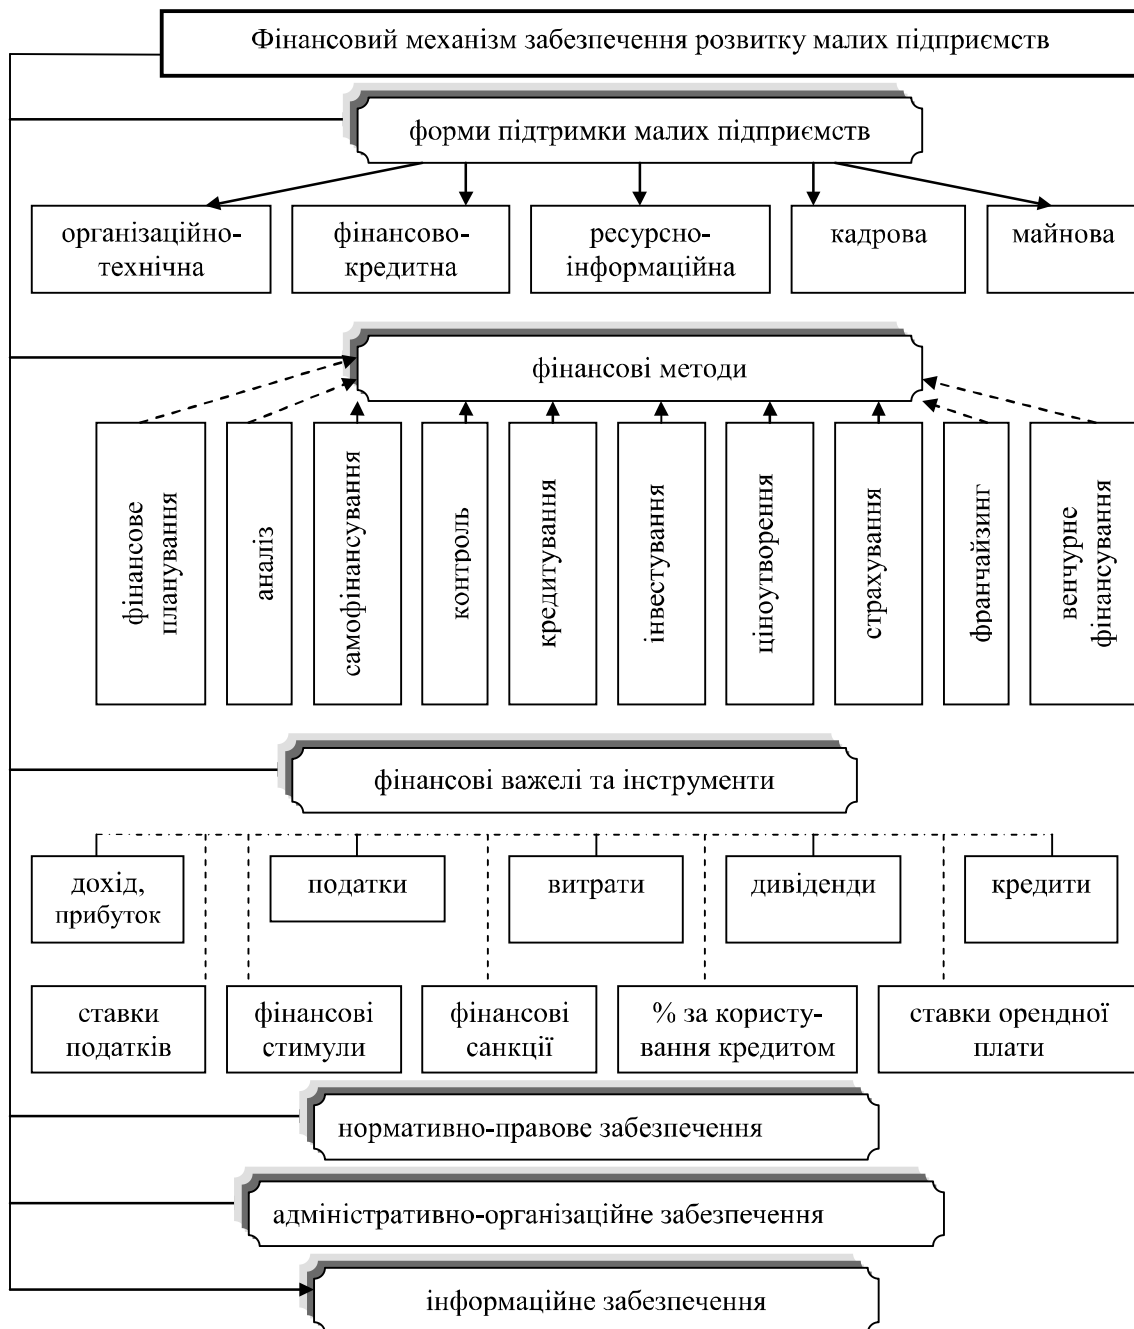 Фінансовий механізм забезпечення розвитку малих підприємств
форми підтримки малих підприємств
організаційно-
технічна
фінансово-
кредитна
ресурсно-
інформаційна
кадрова
майнова
фінансові методи
фінансове
планування
аналіз
самофінансування
контроль
кредитування
інвестування
ціноутворення
страхування
франчайзинг
венчурне
фінансування
фінансові важелі та інструменти
дохід,
прибуток
податки
витрати
дивіденди
кредити
ставки
податків
фінансові
стимули
фінансові
санкції
% за користу-
вання кредитом
ставки орендної
плати
нормативно-правове забезпечення
адміністративно-організаційне забезпечення
інформаційне забезпечення